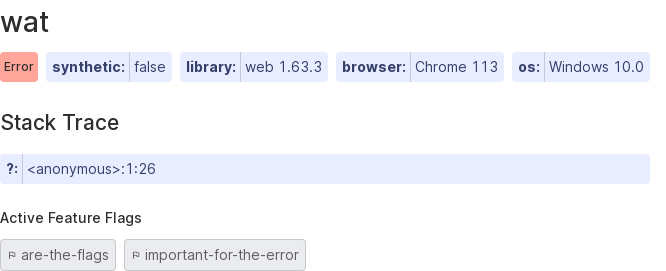 wat
Error synthetic: false library: web 1.63.3 browser: Chrome 113 os: Windows 10.0
Stack Trace
?: <anonymous>:1:26
Active Feature Flags
are-the-flags important-for-the-error